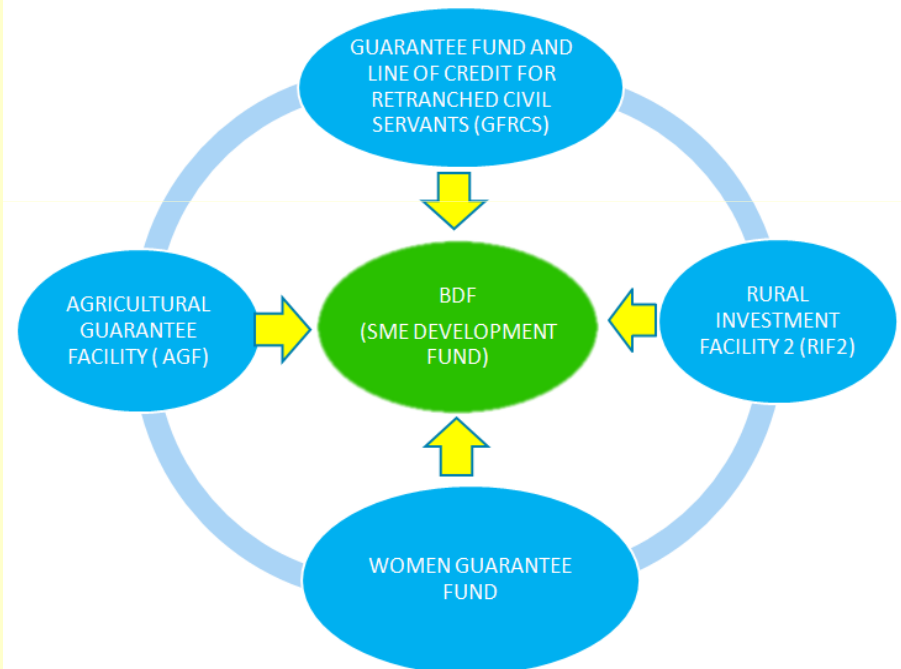 GUARANTEE FUND AND
LINE OF CREDIT FOR
RETRANCHED CIVIL
SERVANTS (GFRCS)
AGRICULTURAL
GUARANTEE
FACILITY ( AGF)
BDF
(SME DEVELOPMENT
FUND)
RURAL
INVESTMENT
FACILITY 2 (RIF2)
WOMEN GUARANTEE
FUND